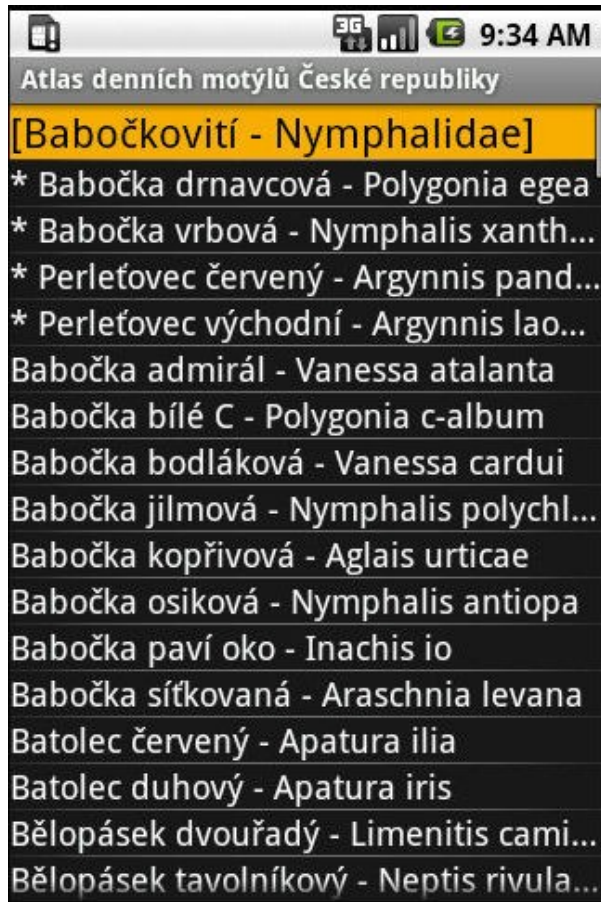 3G 9:34 AM
Atlas denních motýlů České republiky
[Babočkovití - Nymphalidae]
* Babočka drnavcová - Polygonia egea
* Babočka vrbová - Nymphalis xanth...
* Perleťovec červený - Argynnis pand...
* Perleťovec východní - Argynnis lao...
Babočka admirál - Vanessa atalanta
Babočka bílé C - Polygonia c-album
Babočka bodláková - Vanessa cardui
Babočka jilmová - Nymphalis polychl...
Babočka kopřivová - Aglais urticae
Babočka osiková - Nymphalis antiopa
Babočka paví oko - Inachis io
Babočka síťkovaná - Araschnia levana
Batolec červený - Apatura ilia
Batolec duhový - Apatura iris
Bělopásek dvouřadý - Limenitis cami...
Bělopásek tavolníkový - Neptis rivula...